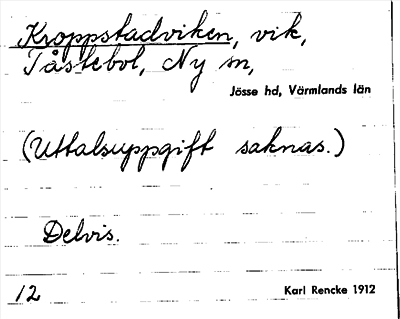 Kroppstadviken, vik,
Tåstebol, Ny sn,
Jösse hd, Värmlands län
(Uttalsuppgift saknas.)
Delvis.
12
Karl Rencke 1912